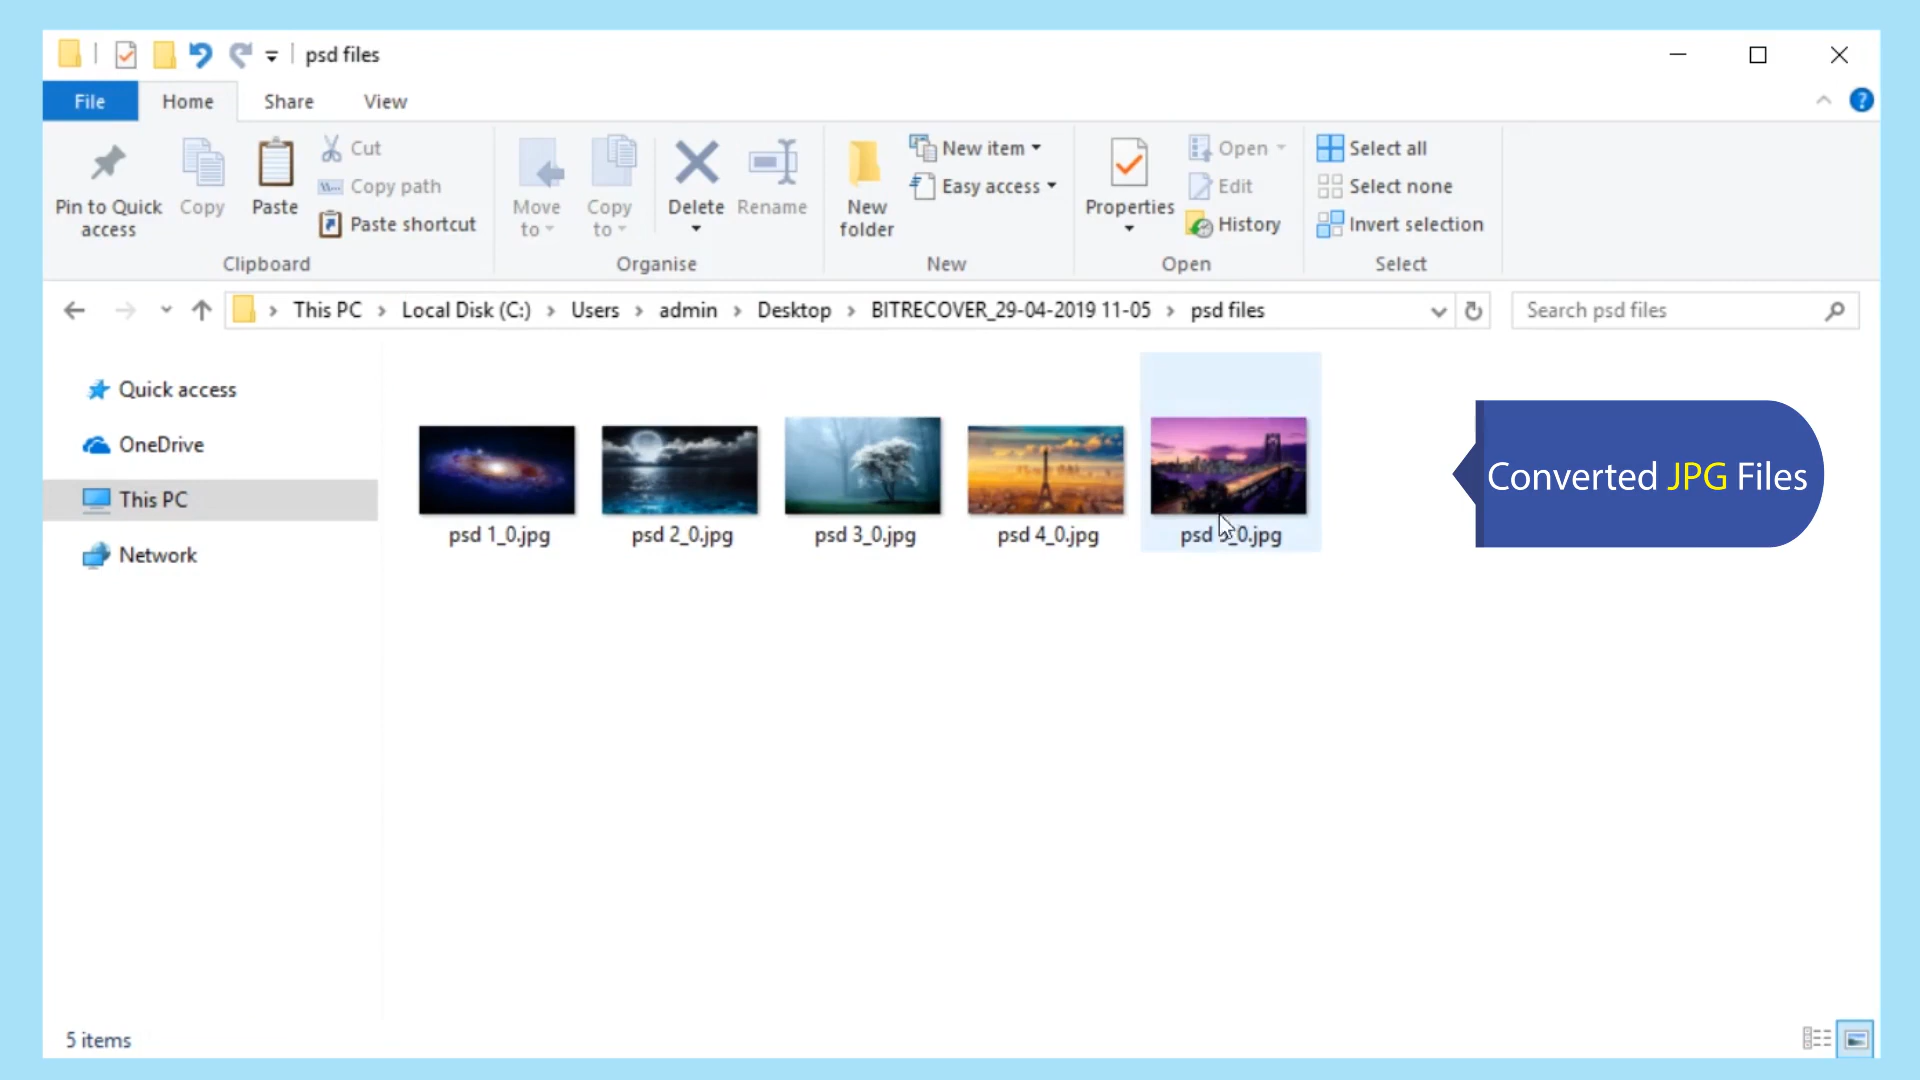 psd files
File Home Share View
Pin to Quick access
Copy
Paste
Cut
Copy path
Paste shortcut
Clipboard
Move to
Copy to
Delete
Rename
Organise
New folder
New item
Easy access
New
Properties
Open
Edit
History
Open
Select all
Select none
Invert selection
Select
This PC > Local Disk (C:) > Users > admin > Desktop > BITRECOVER_29-04-2019 11-05 > psd files
Search psd files
Quick access
OneDrive
This PC
Network
psd 1_0.jpg
psd 2_0.jpg
psd 3_0.jpg
psd 4_0.jpg
psd 5_0.jpg
Converted JPG Files
5 items